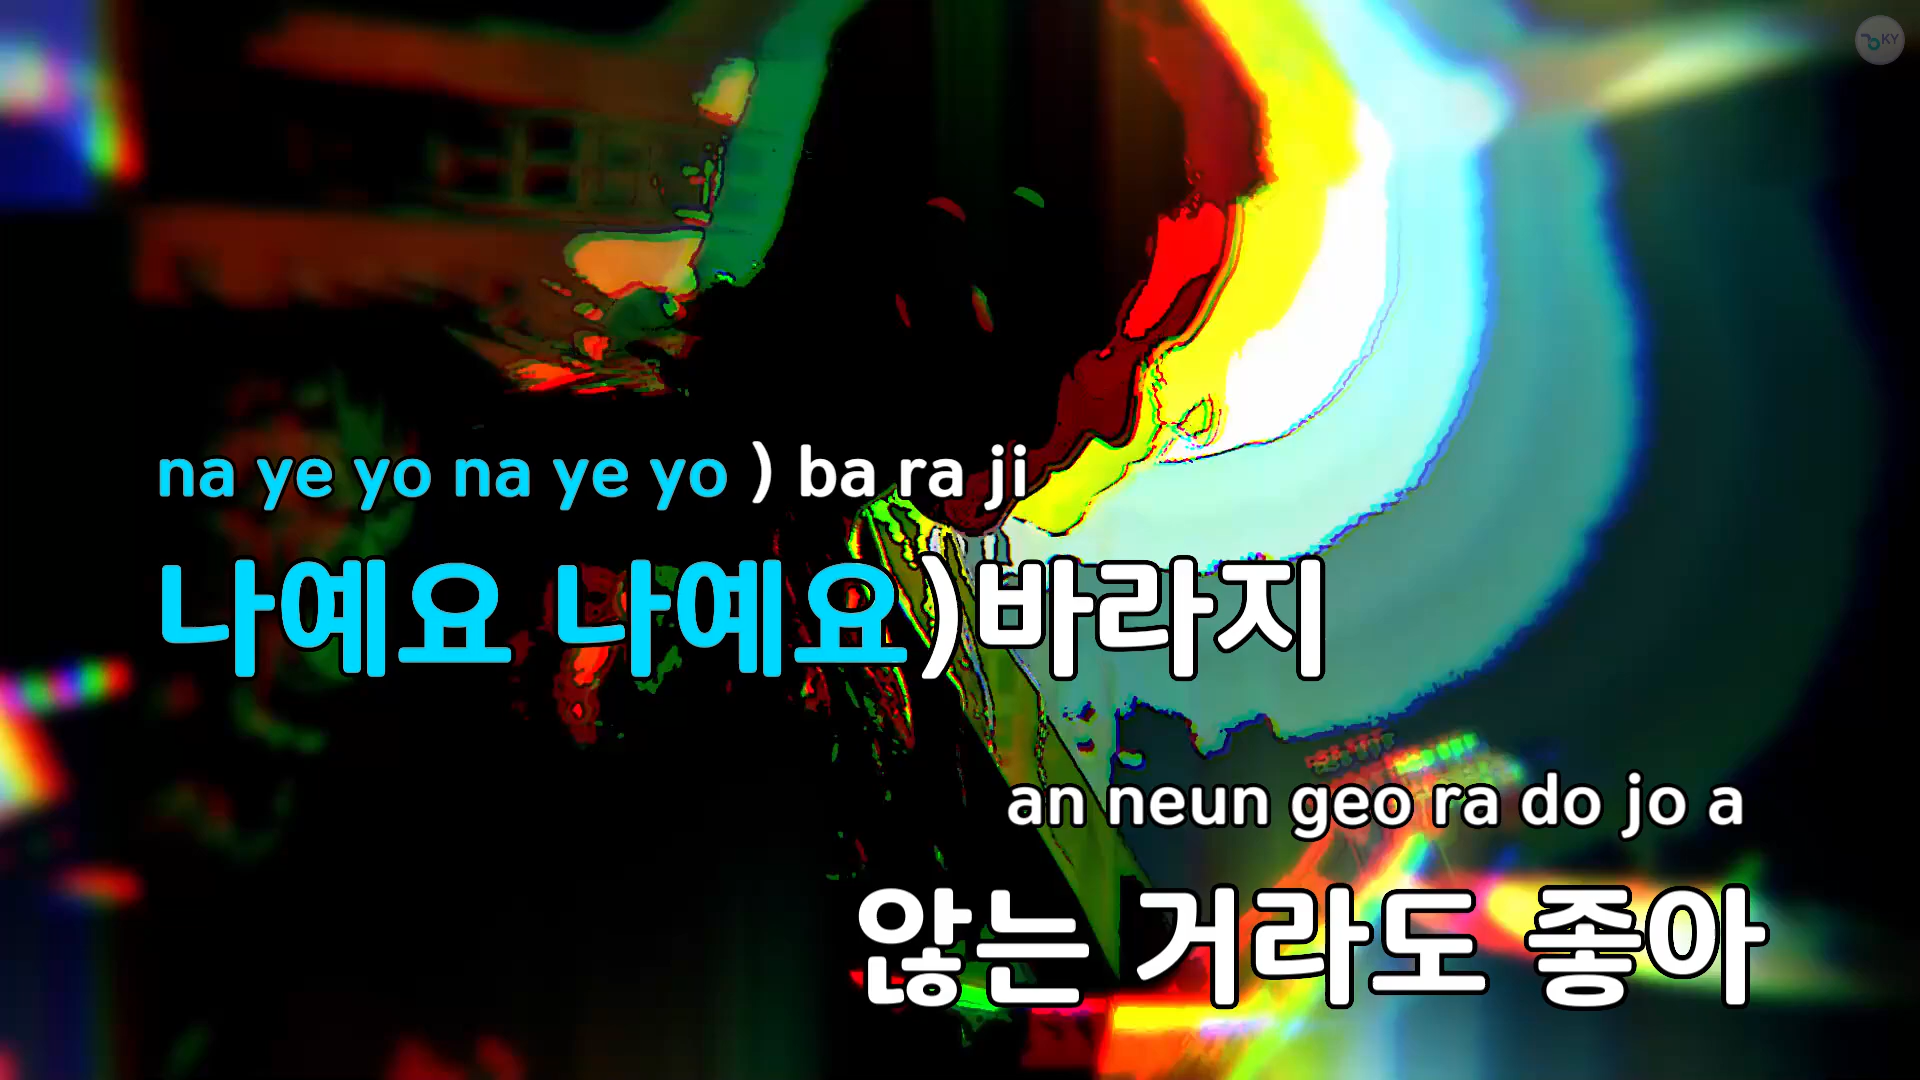 KY
na ye yo na ye yo ) ba ra ji
나예요 나예요)바라지
an neun geo ra do jo a
않는 거라도 좋아